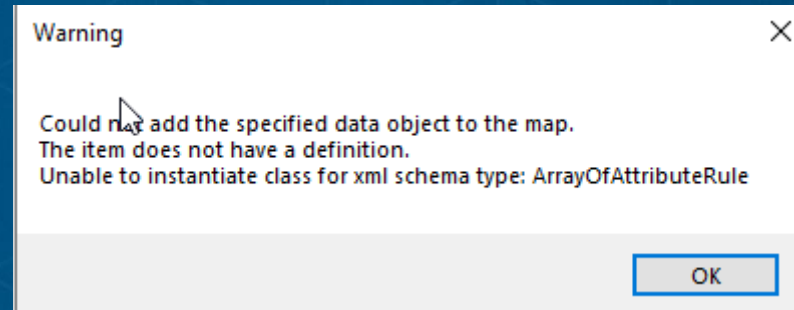 Warning
Could not add the specified data object to the map.
The item does not have a definition.
Unable to instantiate class for xml schema type: ArrayOfAttributeRule
OK